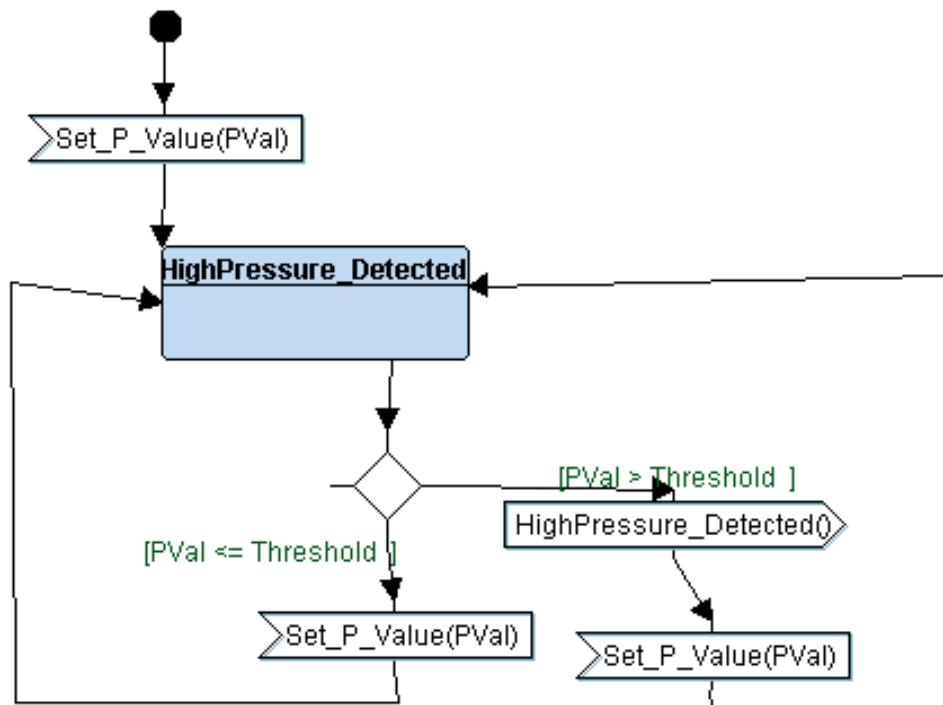 Set_P_Value(PVal)
HighPressure_Detected
[PVal > Threshold ]
HighPressure_Detected()
[PVal <= Threshold ]
Set_P_Value(PVal)
Set_P_Value(PVal)